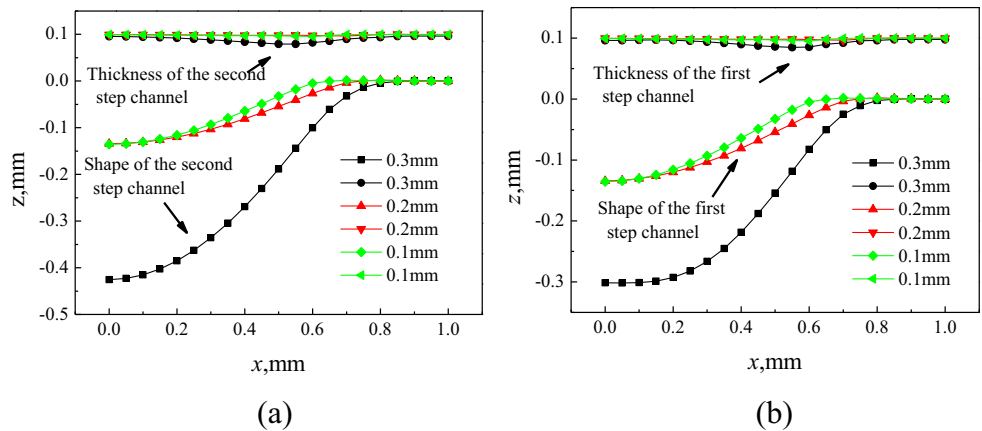 0.1
0.0
-0.1
-0.2
-0.3
-0.4
-0.5
z,mm
Thickness of the second
step channel
Shape of the second
step channel
0.3mm
0.3mm
0.2mm
0.2mm
0.1mm
0.1mm
0.0 0.2 0.4 0.6 0.8 1.0
x,mm
(a)
0.1
0.0
-0.1
-0.2
-0.3
z,mm
Thickness of the first
step channel
Shape of the first
step channel
0.3mm
0.3mm
0.2mm
0.2mm
0.1mm
0.1mm
0.0 0.2 0.4 0.6 0.8 1.0
x,mm
(b)